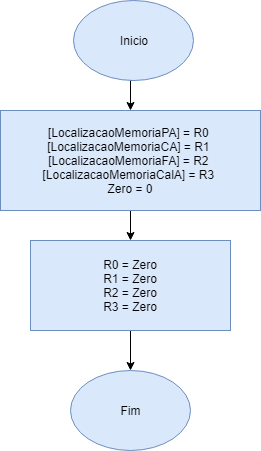 Inicio
[LocalizacaoMemoriaPA] = R0
[LocalizacaoMemoriaCA] = R1
[LocalizacaoMemoriaFA] = R2
[LocalizacaoMemoriaCalA] = R3
Zero = 0
R0 = Zero
R1 = Zero
R2 = Zero
R3 = Zero
Fim